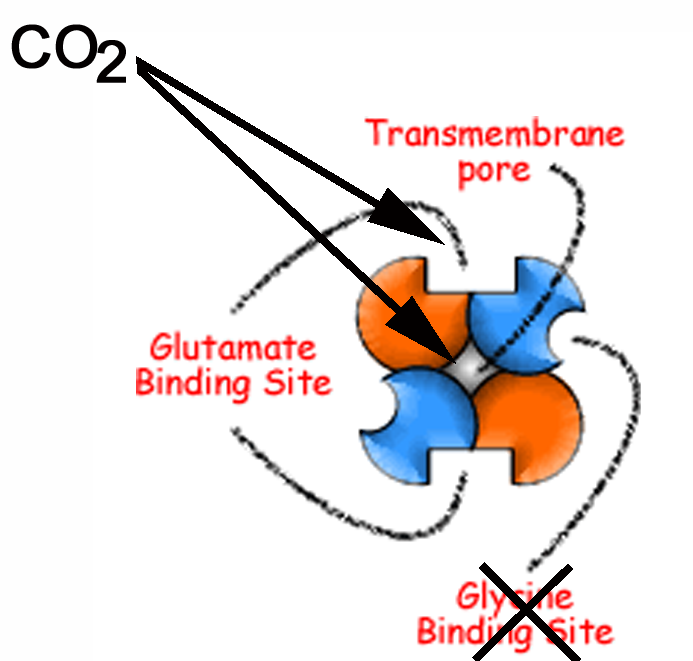 CO2
Transmembrane
pore
Glutamate
Binding Site
Glycine
Binding Site